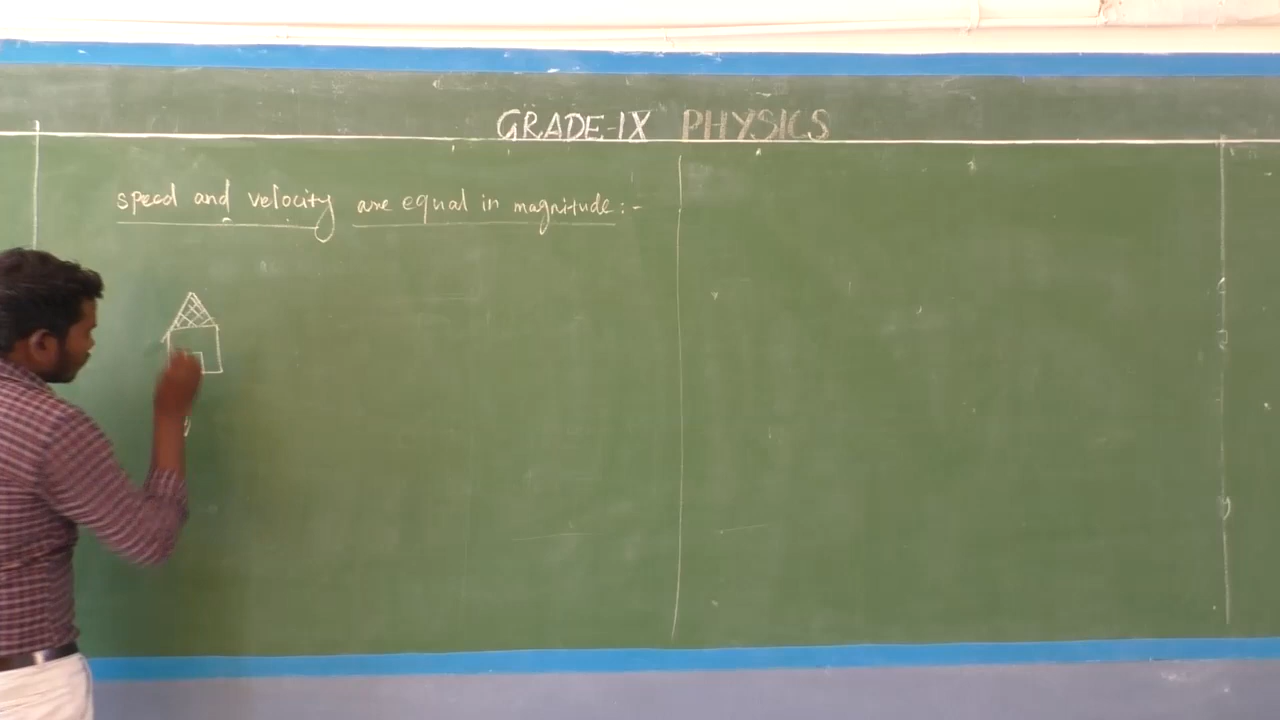 GRADE-IX PHYSICS
speed and velocity are equal in magnitude:-